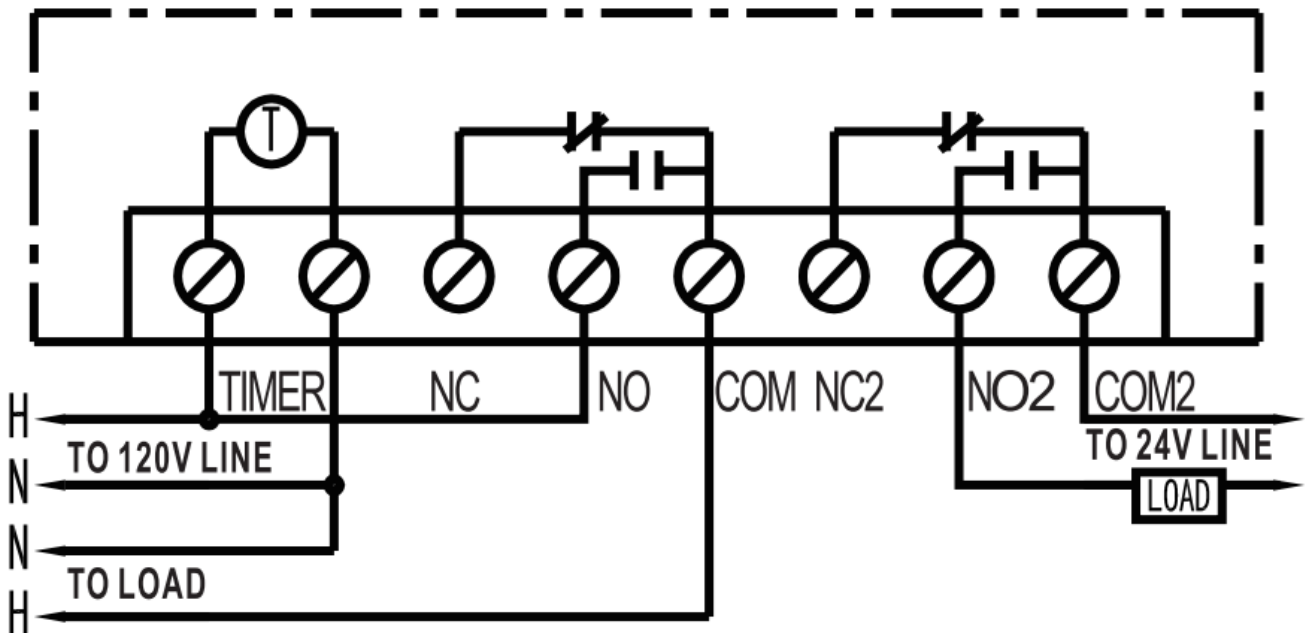 T
TIMER NC NO COM NC2 NO2 COM2
H
TO 120V LINE
TO 24V LINE
N
LOAD
N
TO LOAD
H